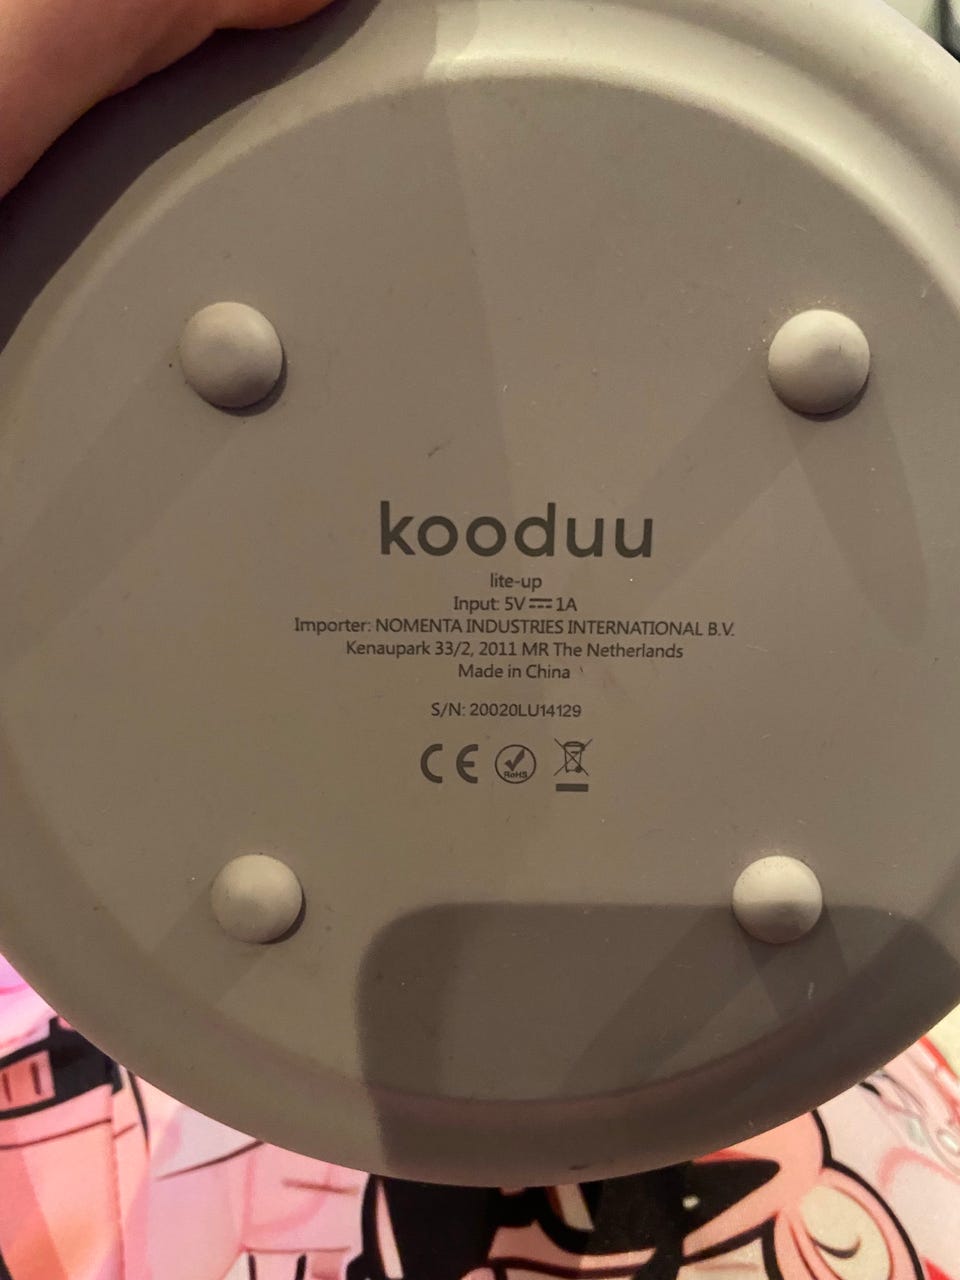 kooduu
lite-up
Input: 5V ⎓ 1A
Importer: NOMENTA INDUSTRIES INTERNATIONAL B.V.
Kenaupark 33/2, 2011 MR The Netherlands
Made in China
S/N: 20020LU14129
CE RoHS